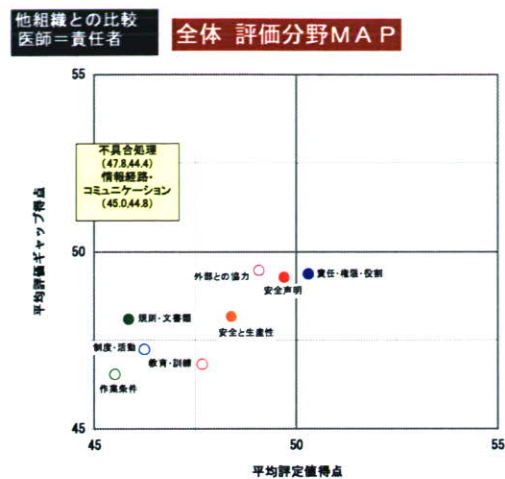 他組織との比較
医師＝責任者
全体 評価分野MAP
55
不具合処理
(47.8,44.4)
情報経路・
コミュニケーション
(45.0,44.8)
平均評価ギャップ得点
50
外部との協力
責任・権限・役割
安全声明
規則・文書類
安全と生産性
制度・活動
教育・訓練
作業条件
45
45
50
55
平均評定値得点